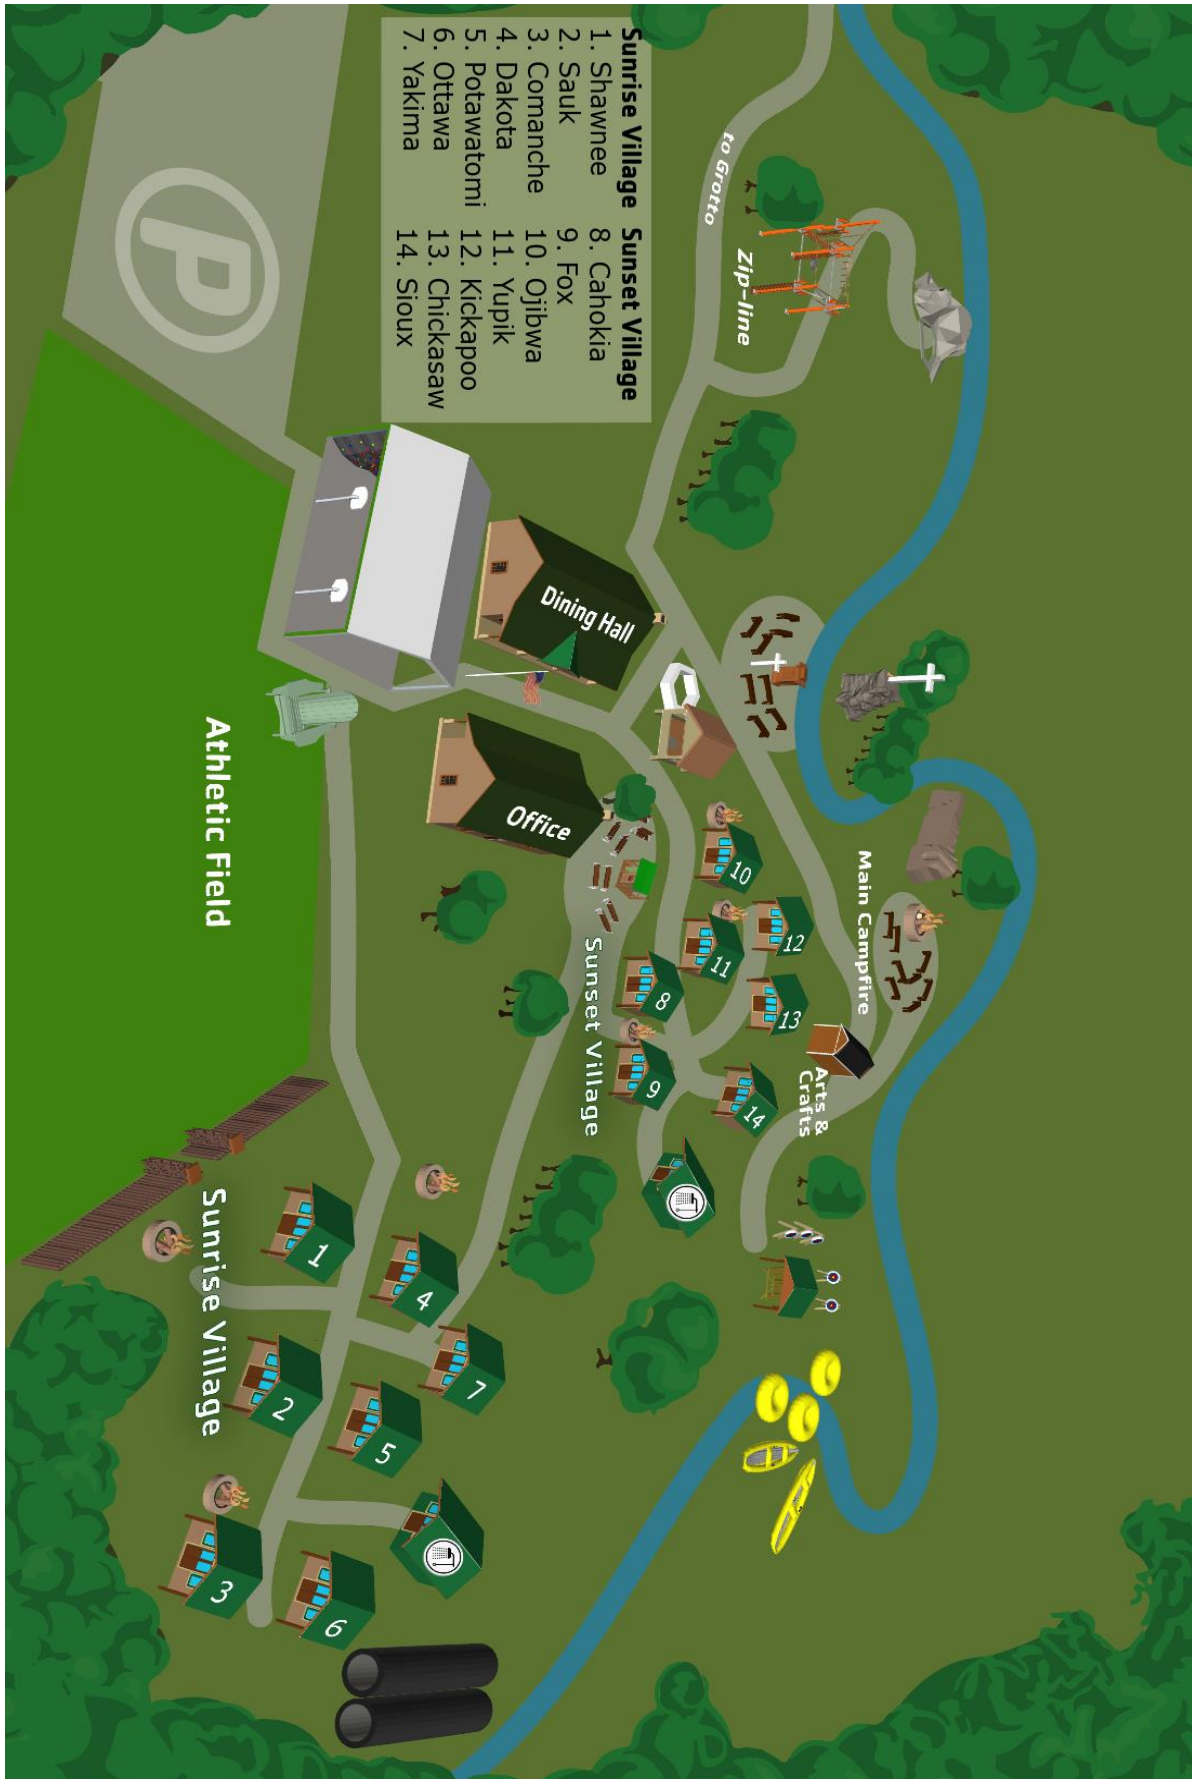 Sunrise Village
1. Shawnee
2. Sauk
3. Comanche
4. Dakota
5. Potawatomi
6. Ottawa
7. Yakima
Sunset Village
8. Cahokia
9. Fox
10. Ojibwa
11. Yupik
12. Kickapoo
13. Chickasaw
14. Sioux
P
to Grotto
Zip-line
Dining Hall
Office
Main Campfire
Arts &
Crafts
Athletic Field
Sunset Village
10
12
11
13
8
9
14
Sunrise Village
1
4
7
2
5
3
6